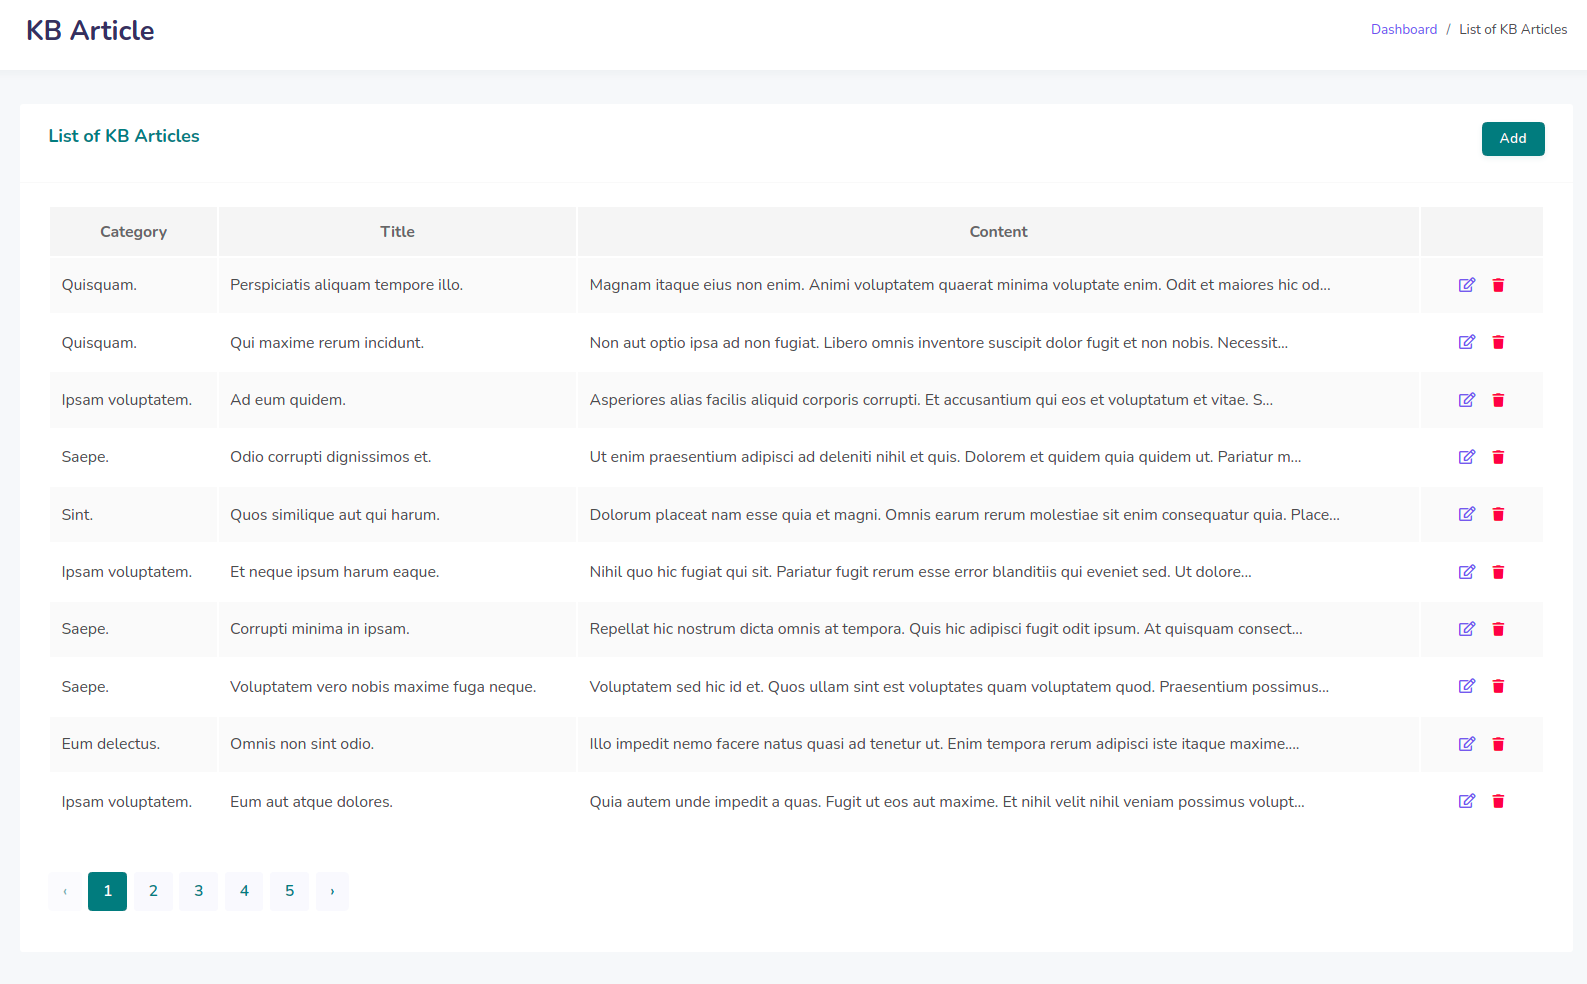 KB Article
Dashboard / List of KB Articles
List of KB Articles
Add
Category Title Content
Quisquam. Perspiciatis aliquam tempore illo. Magnam itaque eius non enim. Animi voluptatem quaerat minima voluptate enim. Odit et maiores hic od...
Quisquam. Qui maxime rerum incidunt. Non aut optio ipsa ad non fugiat. Libero omnis inventore suscipit dolor fugit et non nobis. Necessit...
Ipsam voluptatem. Ad eum quidem. Asperiores alias facilis aliquid corporis corrupti. Et accusantium qui eos et voluptatum et vitae. S...
Saepe. Odio corrupti dignissimos et. Ut enim praesentium adipisci ad deleniti nihil et quis. Dolorem et quidem quia quidem ut. Pariatur m...
Sint. Quos similique aut qui harum. Dolorum placeat nam esse quia et magni. Omnis earum rerum molestiae sit enim consequatur quia. Place...
Ipsam voluptatem. Et neque ipsum harum eaque. Nihil quo hic fugiat qui sit. Pariatur fugit rerum esse error blanditiis qui eveniet sed. Ut dolore...
Saepe. Corrupti minima in ipsam. Repellat hic nostrum dicta omnis at tempora. Quis hic adipisci fugit odit ipsum. At quisquam consect...
Saepe. Voluptatem vero nobis maxime fuga neque. Voluptatem sed hic id et. Quos ullam sint est voluptates quam voluptatem quod. Praesentium possimus...
Eum delectus. Omnis non sint odio. Illo impedit nemo facere natus quasi ad tenetur ut. Enim tempora rerum adipisci iste itaque maxime....
Ipsam voluptatem. Eum aut atque dolores. Quia autem unde impedit a quas. Fugit ut eos aut maxime. Et nihil velit nihil veniam possimus volupt...
‹ 1 2 3 4 5 ›